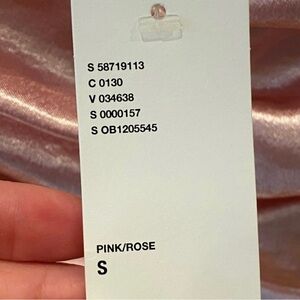 S 58719113
C 0130
V 034638
S 0000157
S OB1205545
PINK/ROSE
S